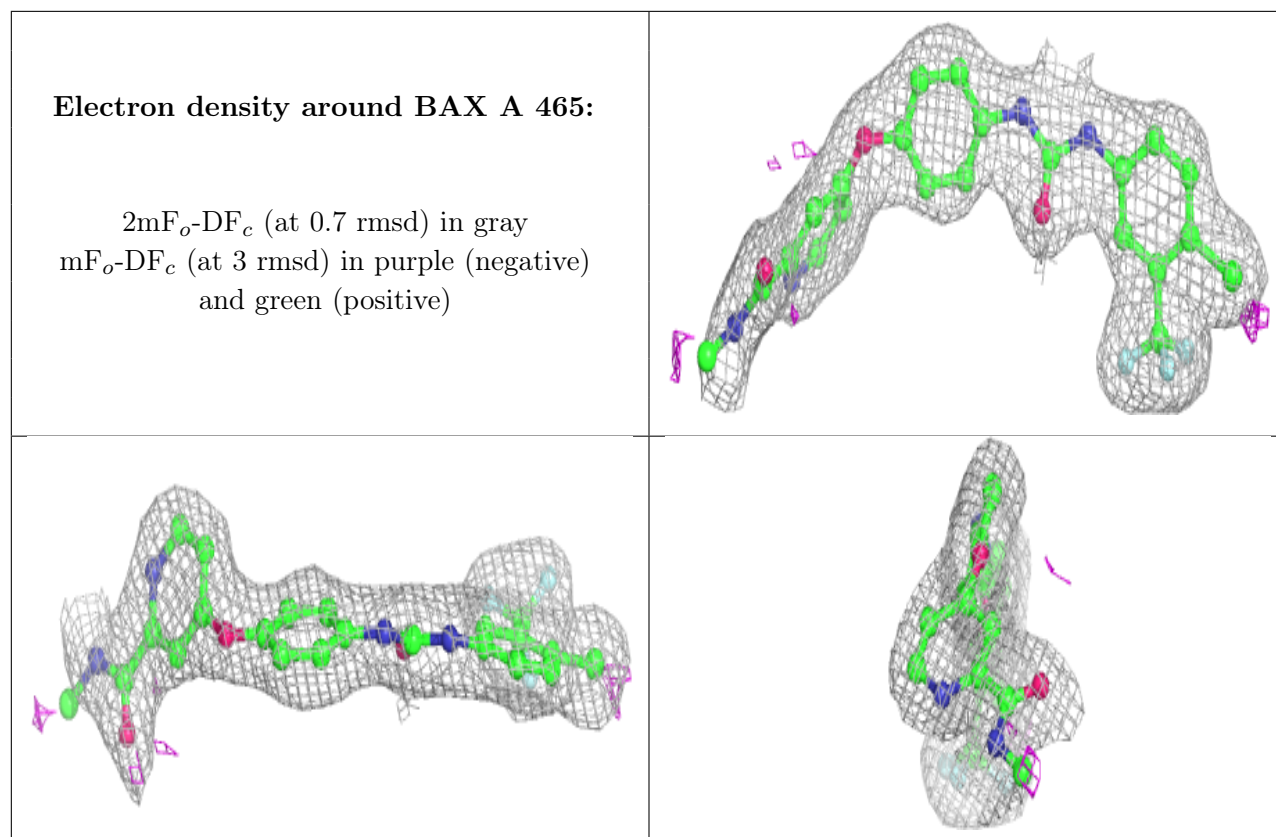 Electron density around BAX A 465:
2mFₒ-DF𝑐 (at 0.7 rmsd) in gray
mFₒ-DF𝑐 (at 3 rmsd) in purple (negative)
and green (positive)